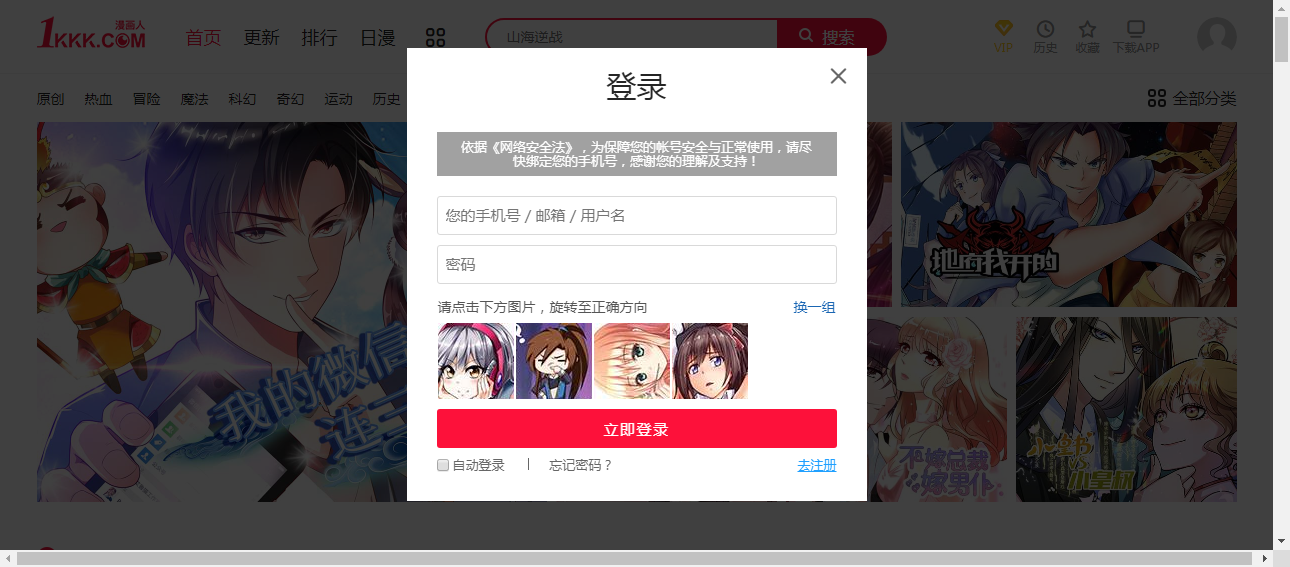 漫画人
1KKK.COM
首页 更新 排行 日漫
山海逆战
搜索
VIP 历史 收藏 下载APP
登录
原创 热血 冒险 魔法 科幻 奇幻 运动 历史
全部分类
依据《网络安全法》，为保障您的帐号安全与正常使用，请尽
快绑定您的手机号，感谢您的理解及支持！
您的手机号 / 邮箱 / 用户名
密码
请点击下方图片，旋转至正确方向 换一组
立即登录
自动登录 | 忘记密码？ 去注册
地府我开的
我的微信
连三
不嫁总裁
嫁男仆